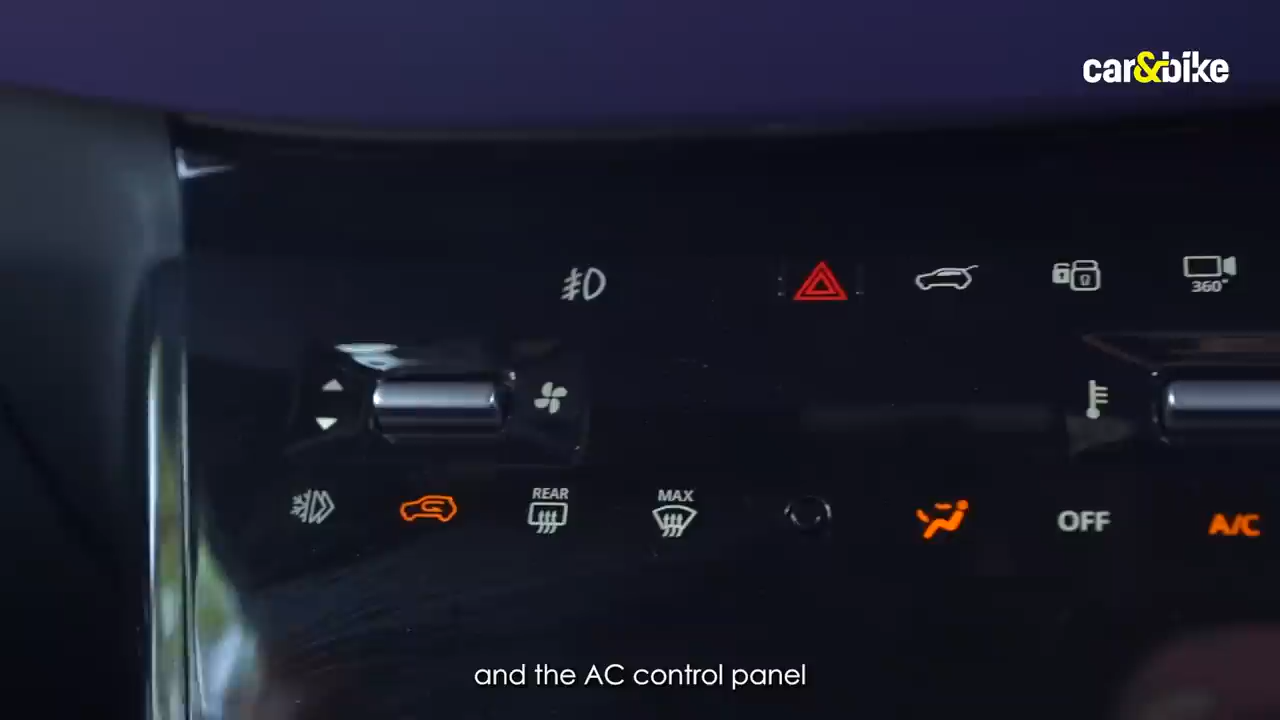 car&bike
360°
REAR
MAX
OFF
A/C
and the AC control panel